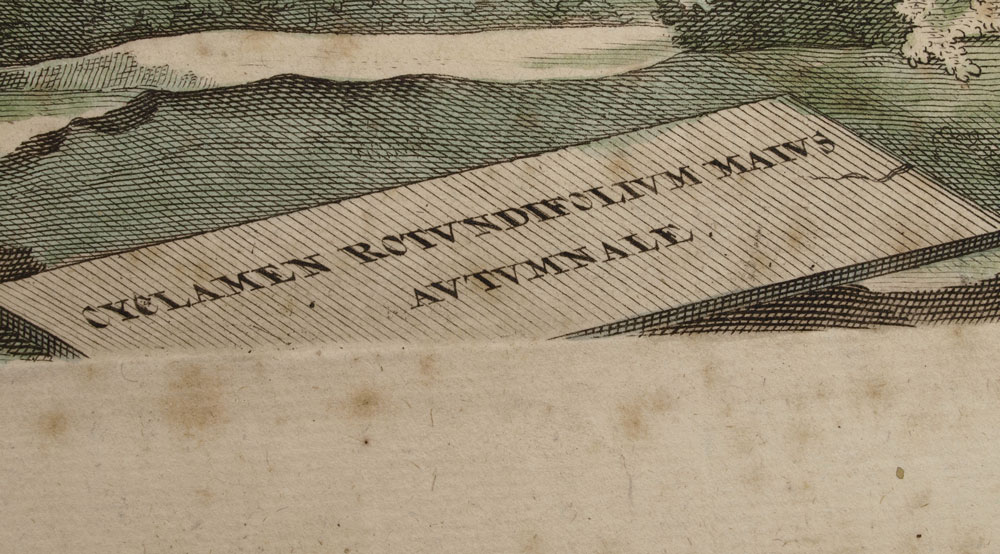 CYCLAMEN ROTVNDIFOLIVM MAIVS
AVTVMNALE.